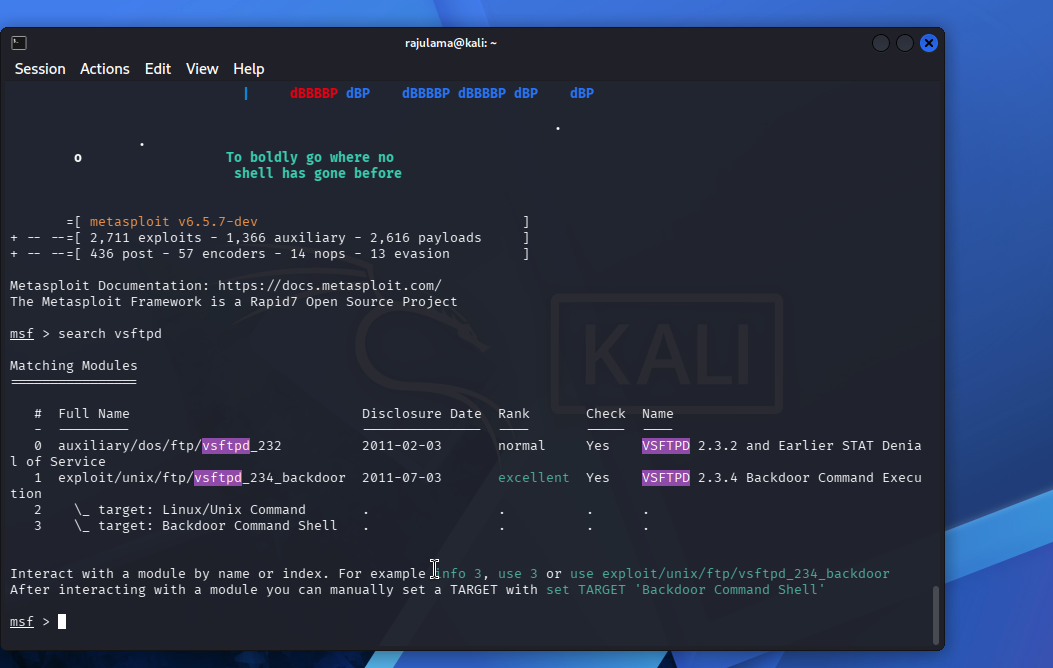 rajulama@kali: ~
Session Actions Edit View Help
| dBBBBP dBP dBBBBP dBBBBP dBP dBP
.
.
o To boldly go where no
shell has gone before
=[ metasploit v6.5.7-dev ]
+ -- --=[ 2,711 exploits - 1,366 auxiliary - 2,616 payloads ]
+ -- --=[ 436 post - 57 encoders - 14 nops - 13 evasion ]
Metasploit Documentation: https://docs.metasploit.com/
The Metasploit Framework is a Rapid7 Open Source Project
msf > search vsftpd
Matching Modules
================
# Full Name Disclosure Date Rank Check Name
- --------- --------------- ---- ----- ----
0 auxiliary/dos/ftp/vsftpd_232 2011-02-03 normal Yes VSFTPD 2.3.2 and Earlier STAT Denia
l of Service
1 exploit/unix/ftp/vsftpd_234_backdoor 2011-07-03 excellent Yes VSFTPD 2.3.4 Backdoor Command Execu
tion
2 \_ target: Linux/Unix Command . . . .
3 \_ target: Backdoor Command Shell . . . .
Interact with a module by name or index. For example info 3, use 3 or use exploit/unix/ftp/vsftpd_234_backdoor
After interacting with a module you can manually set a TARGET with set TARGET 'Backdoor Command Shell'
msf >
KALI